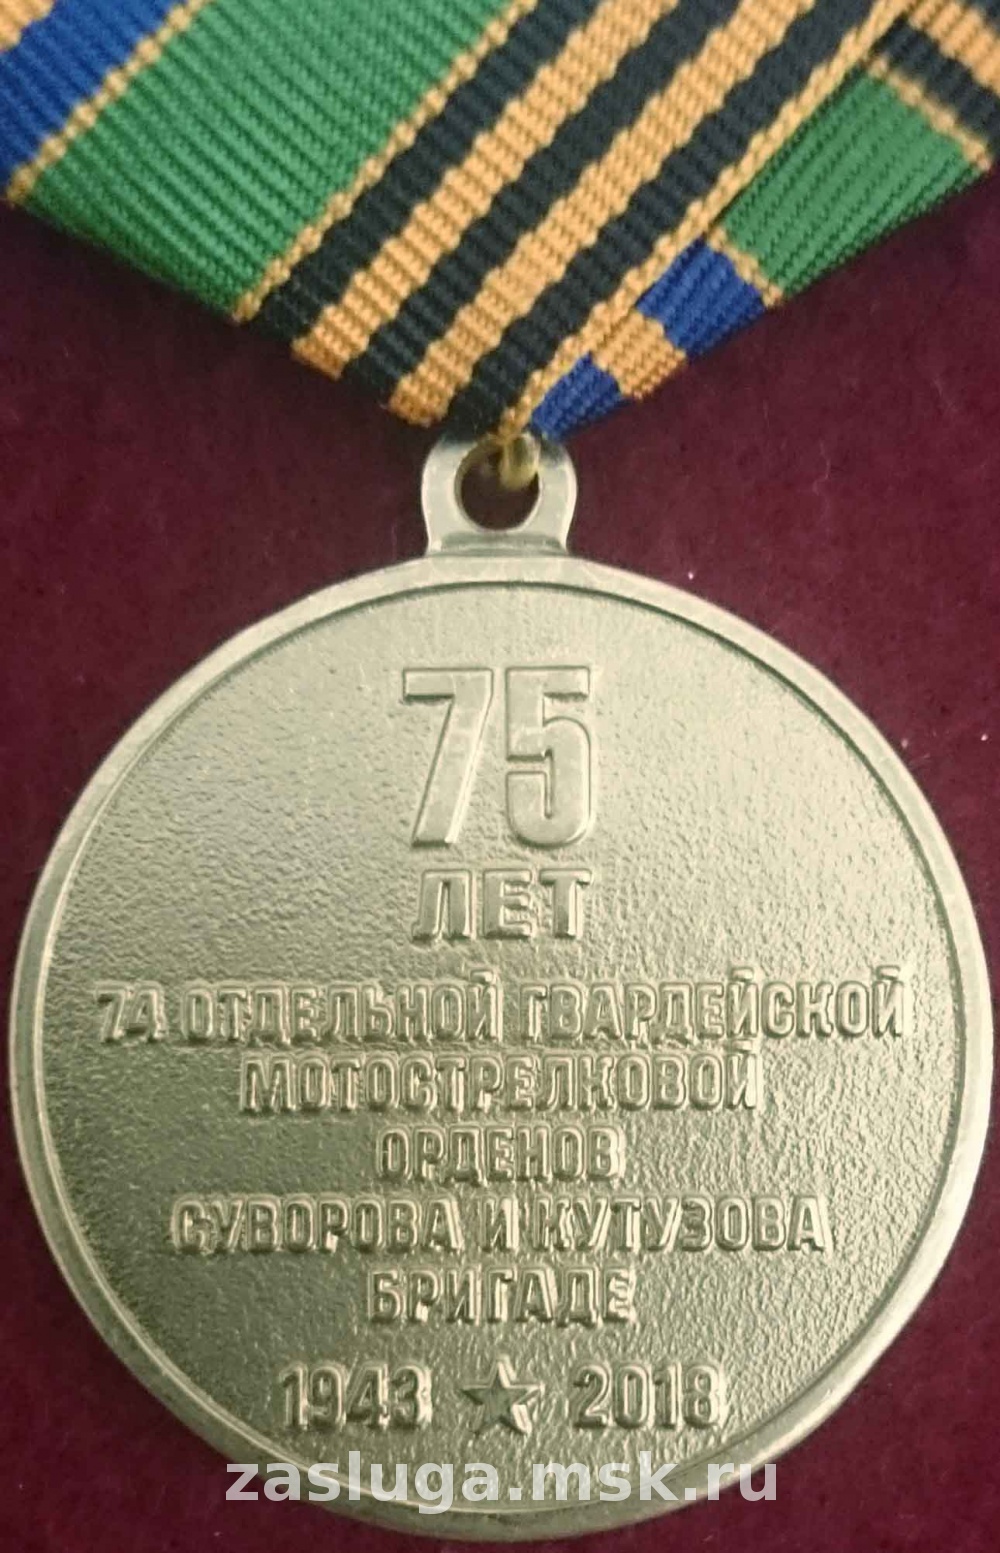 75
ЛЕТ
74 ОТДЕЛЬНОЙ ГВАРДЕЙСКОЙ
МОТОСТРЕЛКОВОЙ
ОРДЕНОВ
СУВОРОВА И КУТУЗОВА
БРИГАДЕ
1943 ★ 2018
zasluga.msk.ru